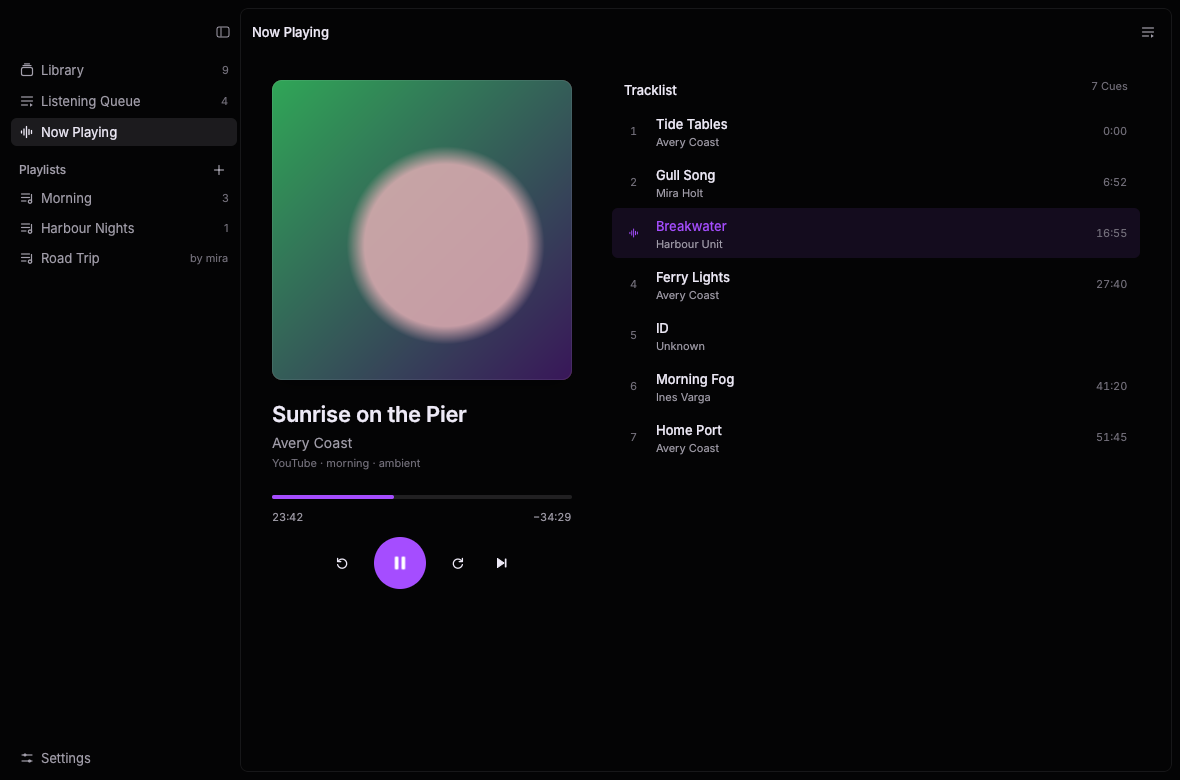 Now Playing
Library 9
Listening Queue 4
Now Playing
Playlists
Morning 3
Harbour Nights 1
Road Trip by mira
Settings
Sunrise on the Pier
Avery Coast
YouTube · morning · ambient
23:42 −34:29
Tracklist 7 Cues
1 Tide Tables 0:00
Avery Coast
2 Gull Song 6:52
Mira Holt
Breakwater 16:55
Harbour Unit
4 Ferry Lights 27:40
Avery Coast
5 ID
Unknown
6 Morning Fog 41:20
Ines Varga
7 Home Port 51:45
Avery Coast